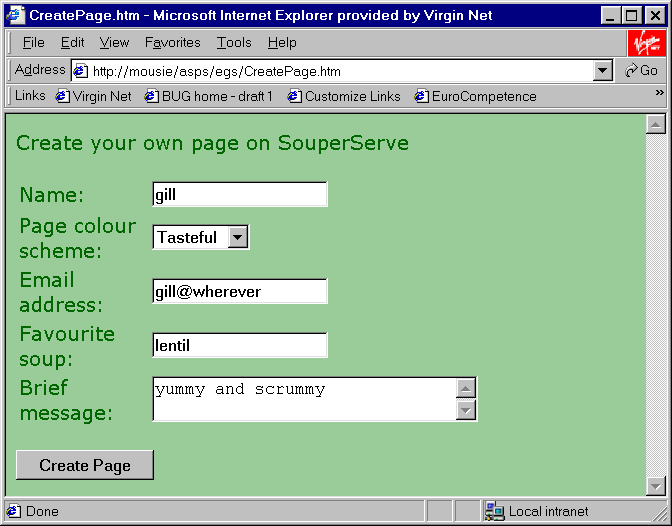 CreatePage.htm - Microsoft Internet Explorer provided by Virgin Net
File Edit View Favorites Tools Help
Virgin NET
Address http://mousie/asps/egs/CreatePage.htm Go
Links Virgin Net BUG home - draft 1 Customize Links EuroCompetence »
Create your own page on SouperServe
Name: gill
Page colour
scheme: Tasteful
Email
address: gill@wherever
Favourite
soup: lentil
Brief
message: yummy and scrummy
Create Page
Done Local intranet